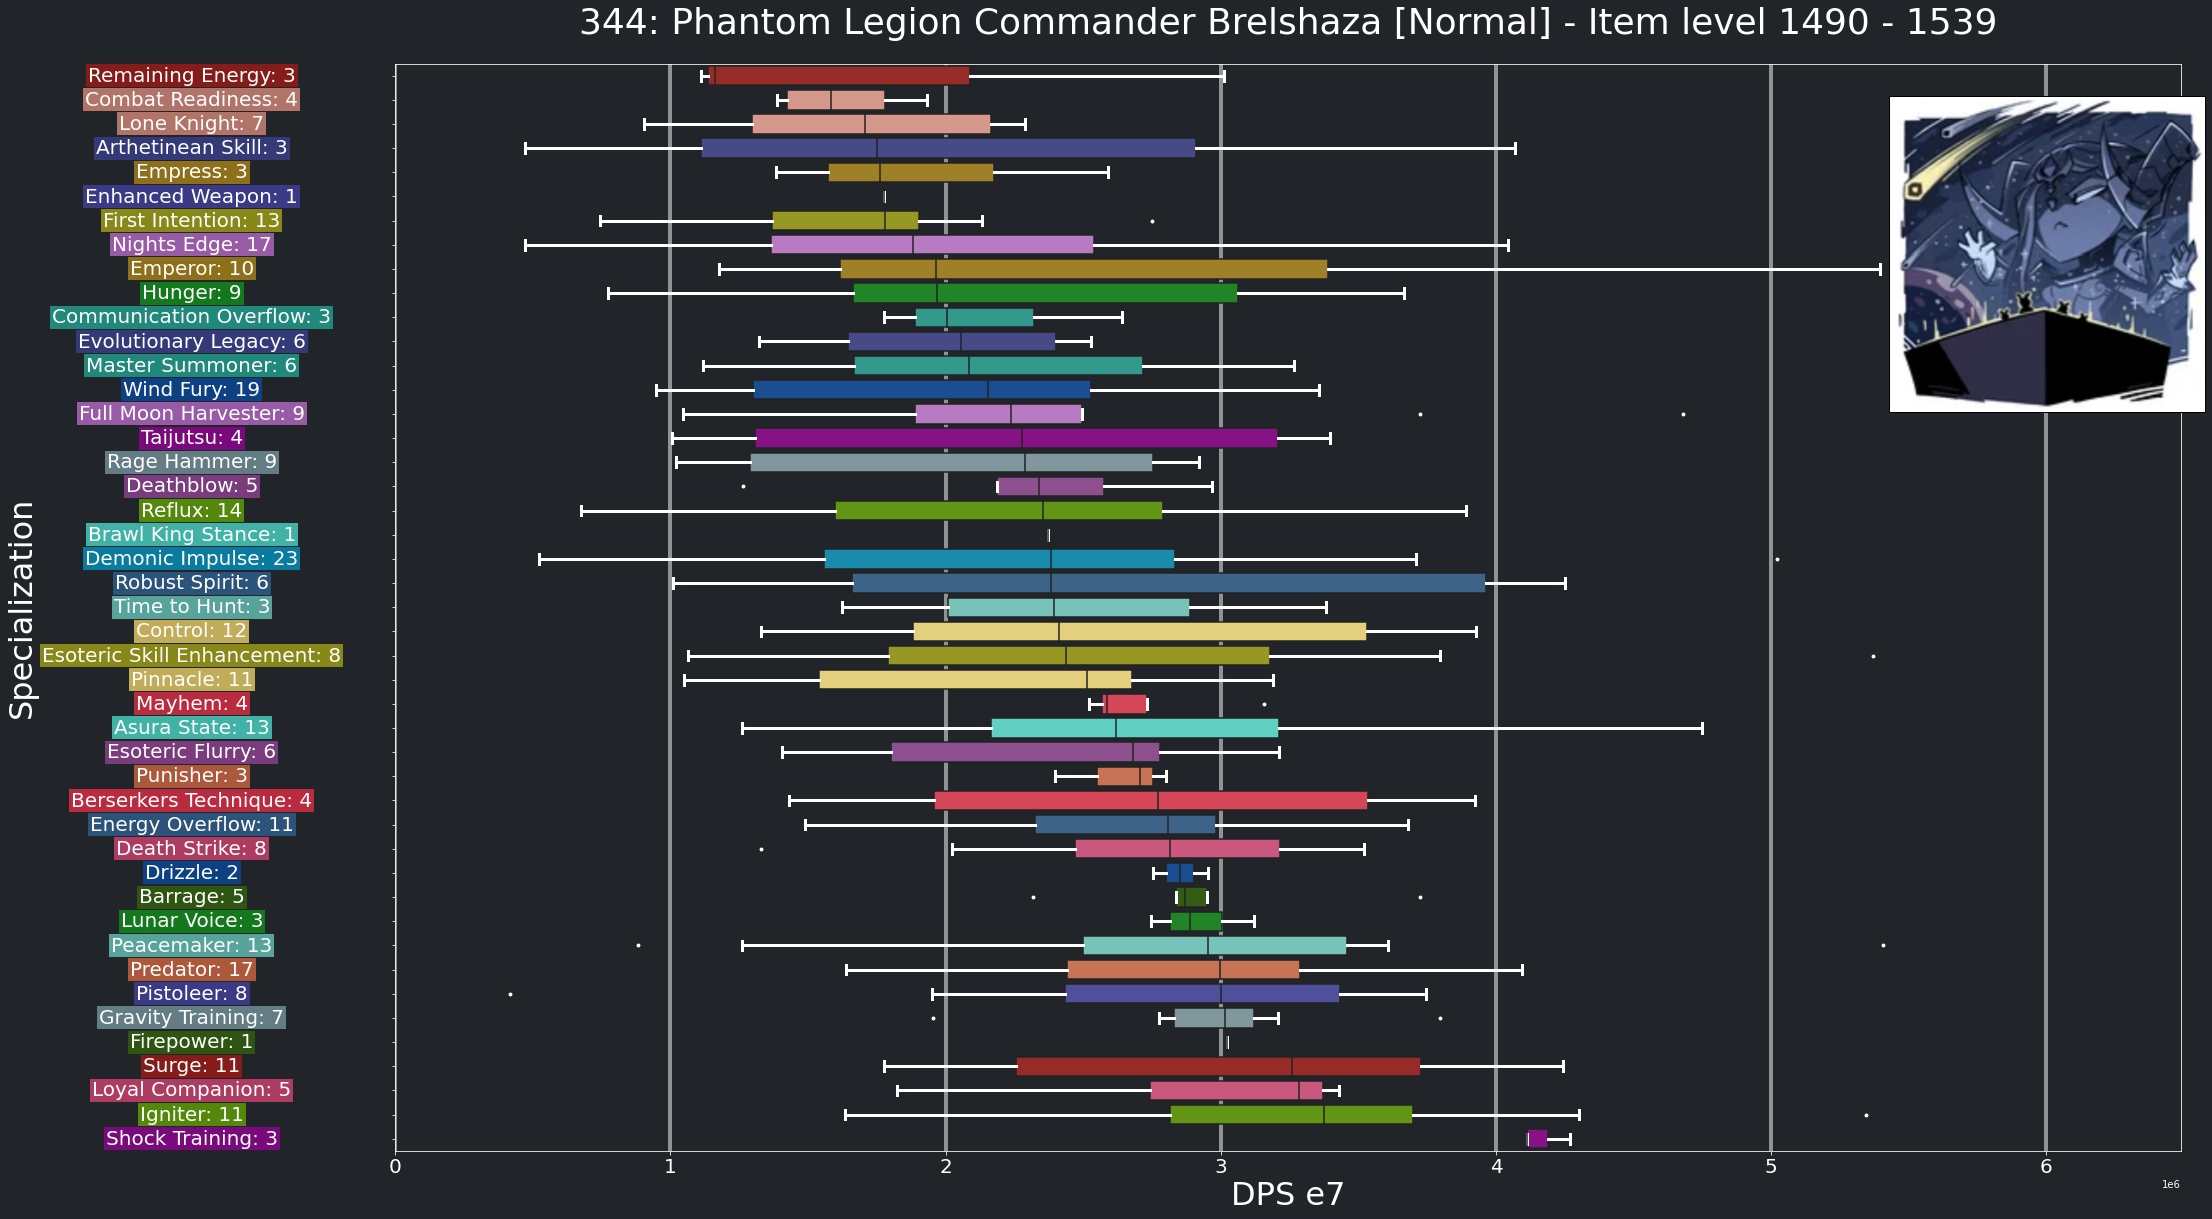 344: Phantom Legion Commander Brelshaza [Normal] - Item level 1490 - 1539
Specialization
Remaining Energy: 3
Combat Readiness: 4
Lone Knight: 7
Arthetinean Skill: 3
Empress: 3
Enhanced Weapon: 1
First Intention: 13
Nights Edge: 17
Emperor: 10
Hunger: 9
Communication Overflow: 3
Evolutionary Legacy: 6
Master Summoner: 6
Wind Fury: 19
Full Moon Harvester: 9
Taijutsu: 4
Rage Hammer: 9
Deathblow: 5
Reflux: 14
Brawl King Stance: 1
Demonic Impulse: 23
Robust Spirit: 6
Time to Hunt: 3
Control: 12
Esoteric Skill Enhancement: 8
Pinnacle: 11
Mayhem: 4
Asura State: 13
Esoteric Flurry: 6
Punisher: 3
Berserkers Technique: 4
Energy Overflow: 11
Death Strike: 8
Drizzle: 2
Barrage: 5
Lunar Voice: 3
Peacemaker: 13
Predator: 17
Pistoleer: 8
Gravity Training: 7
Firepower: 1
Surge: 11
Loyal Companion: 5
Igniter: 11
Shock Training: 3
0 1 2 3 4 5 6
1e6
DPS e7